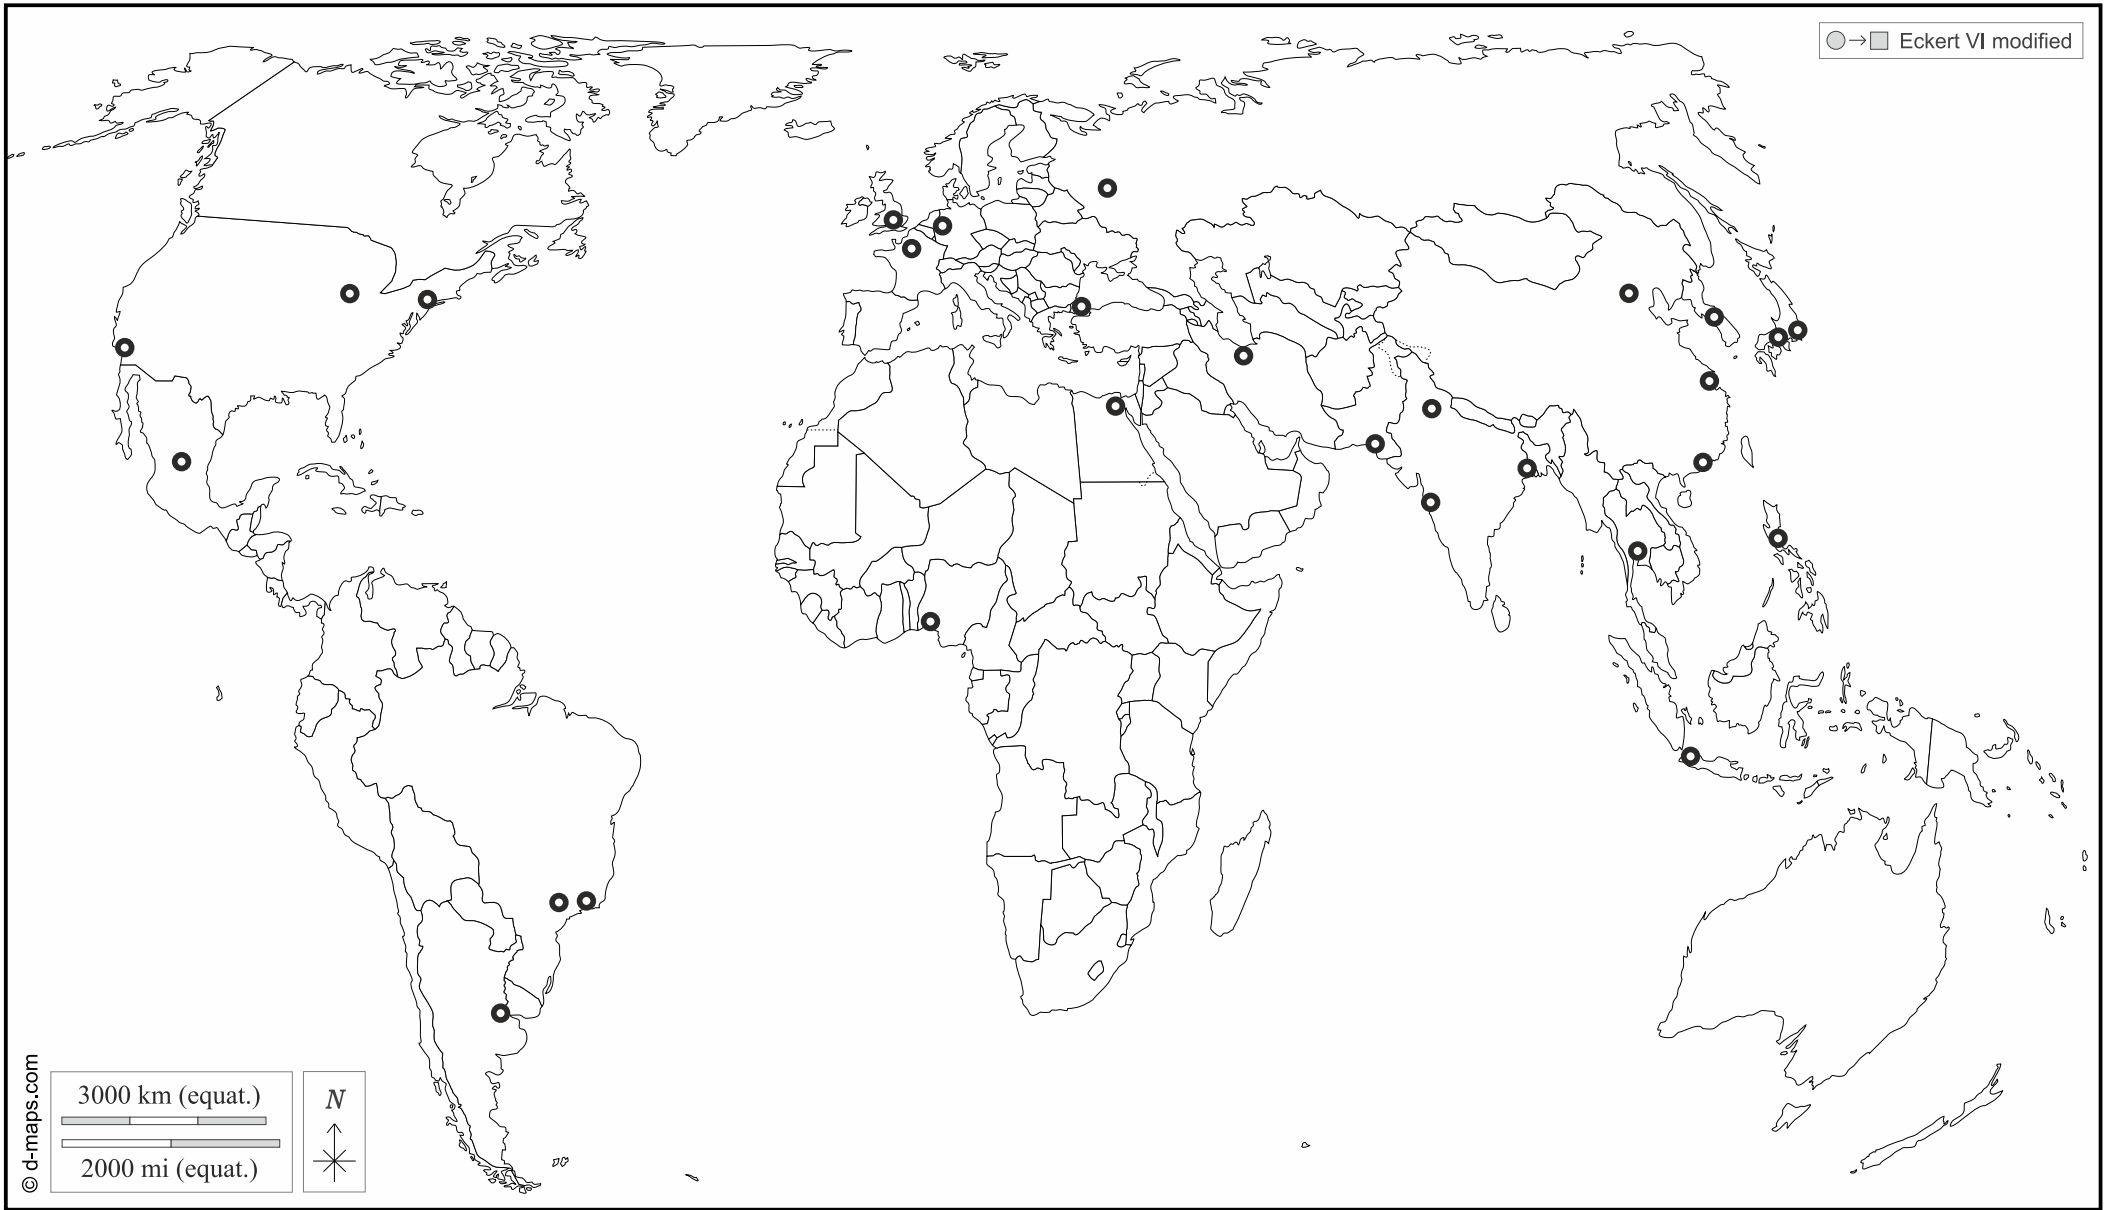 Eckert VI modified
© d-maps.com
3000 km (equat.)
2000 mi (equat.)
N